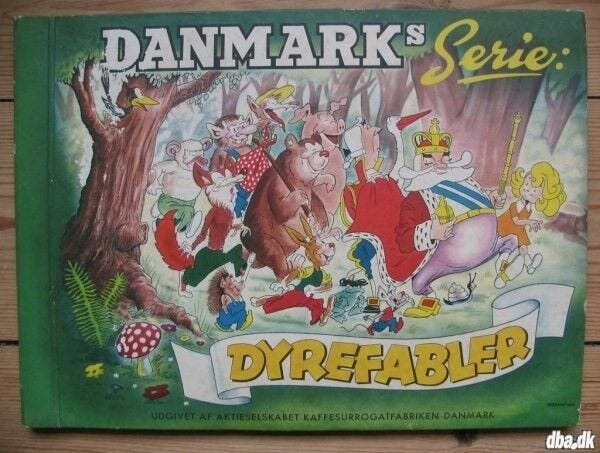 DANMARKs Serie:
DYREFABLER
UDGIVET AF AKTIESELSKABET KAFFESURROGATFABRIKEN DANMARK
dba.dk